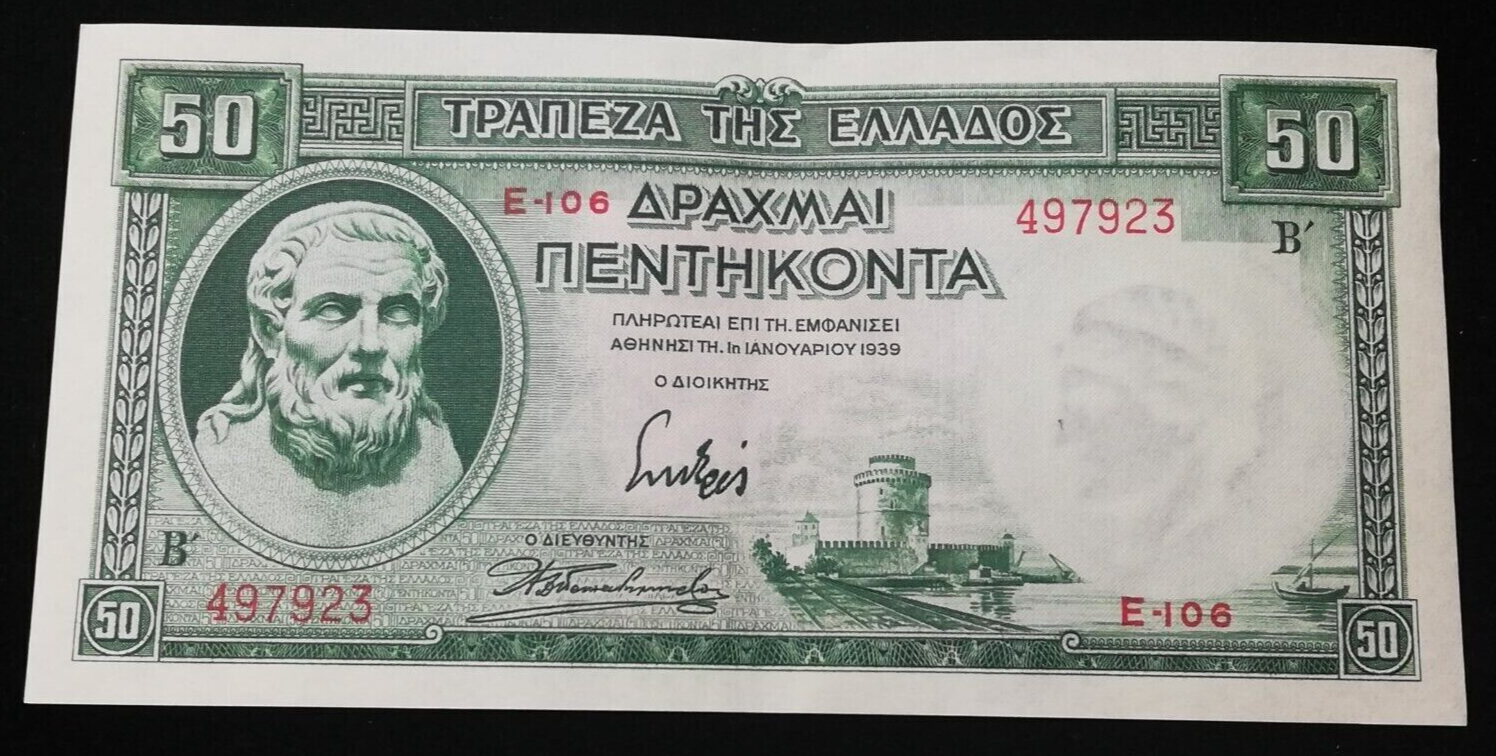 50 ΤΡΑΠΕΖΑ ΤΗΣ ΕΛΛΑΔΟΣ 50
Ε-106 ΔΡΑΧΜΑΙ 497923
Β΄
ΠΕΝΤΗΚΟΝΤΑ
ΠΛΗΡΩΤΕΑΙ ΕΠΙ ΤΗ. ΕΜΦΑΝΙΣΕΙ
ΑΘΗΝΗΣΙ ΤΗ. 1η ΙΑΝΟΥΑΡΙΟΥ 1939
Ο ΔΙΟΙΚΗΤΗΣ
Ο ΔΙΕΥΘΥΝΤΗΣ
Β΄
497923 Ε-106
50 50